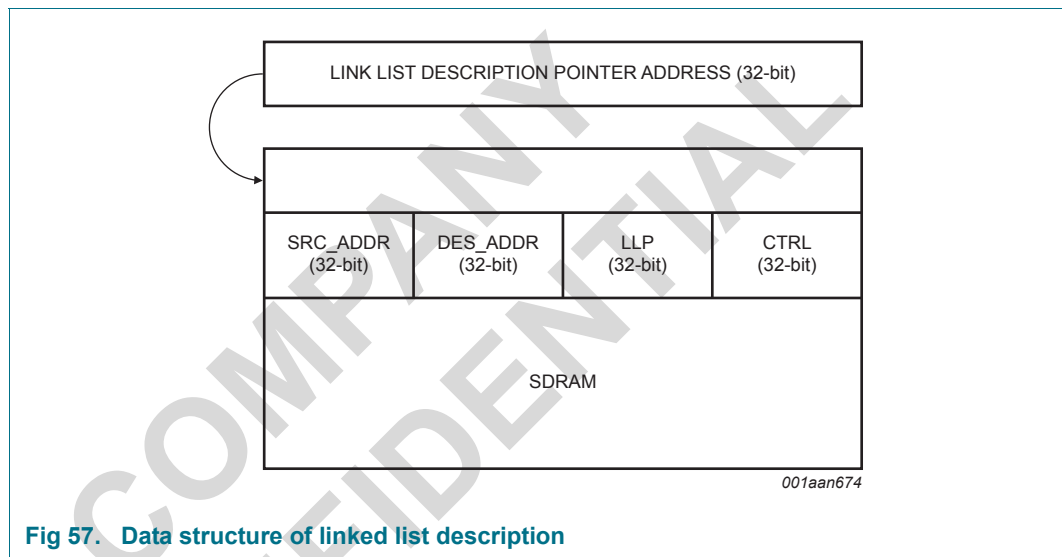 LINK LIST DESCRIPTION POINTER ADDRESS (32-bit)
SRC_ADDR
(32-bit)
DES_ADDR
(32-bit)
LLP
(32-bit)
CTRL
(32-bit)
SDRAM
001aan674
Fig 57. Data structure of linked list description
COMPANY
FIDENTIAL